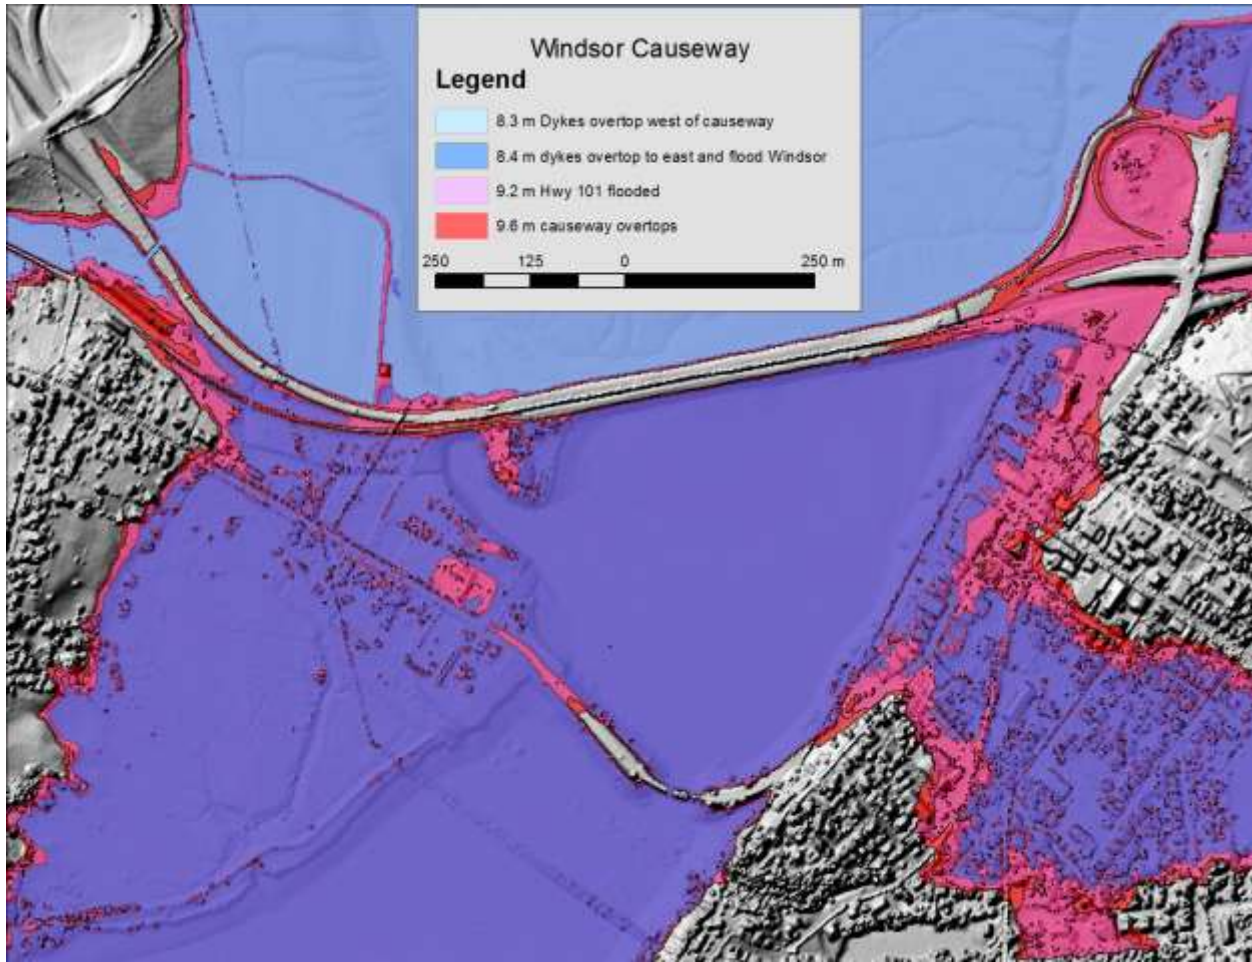 Windsor Causeway
Legend
8.3 m Dykes overtop west of causeway
8.4 m dykes overtop to east and flood Windsor
9.2 m Hwy 101 flooded
9.6 m causeway overtops
250 125 0 250 m